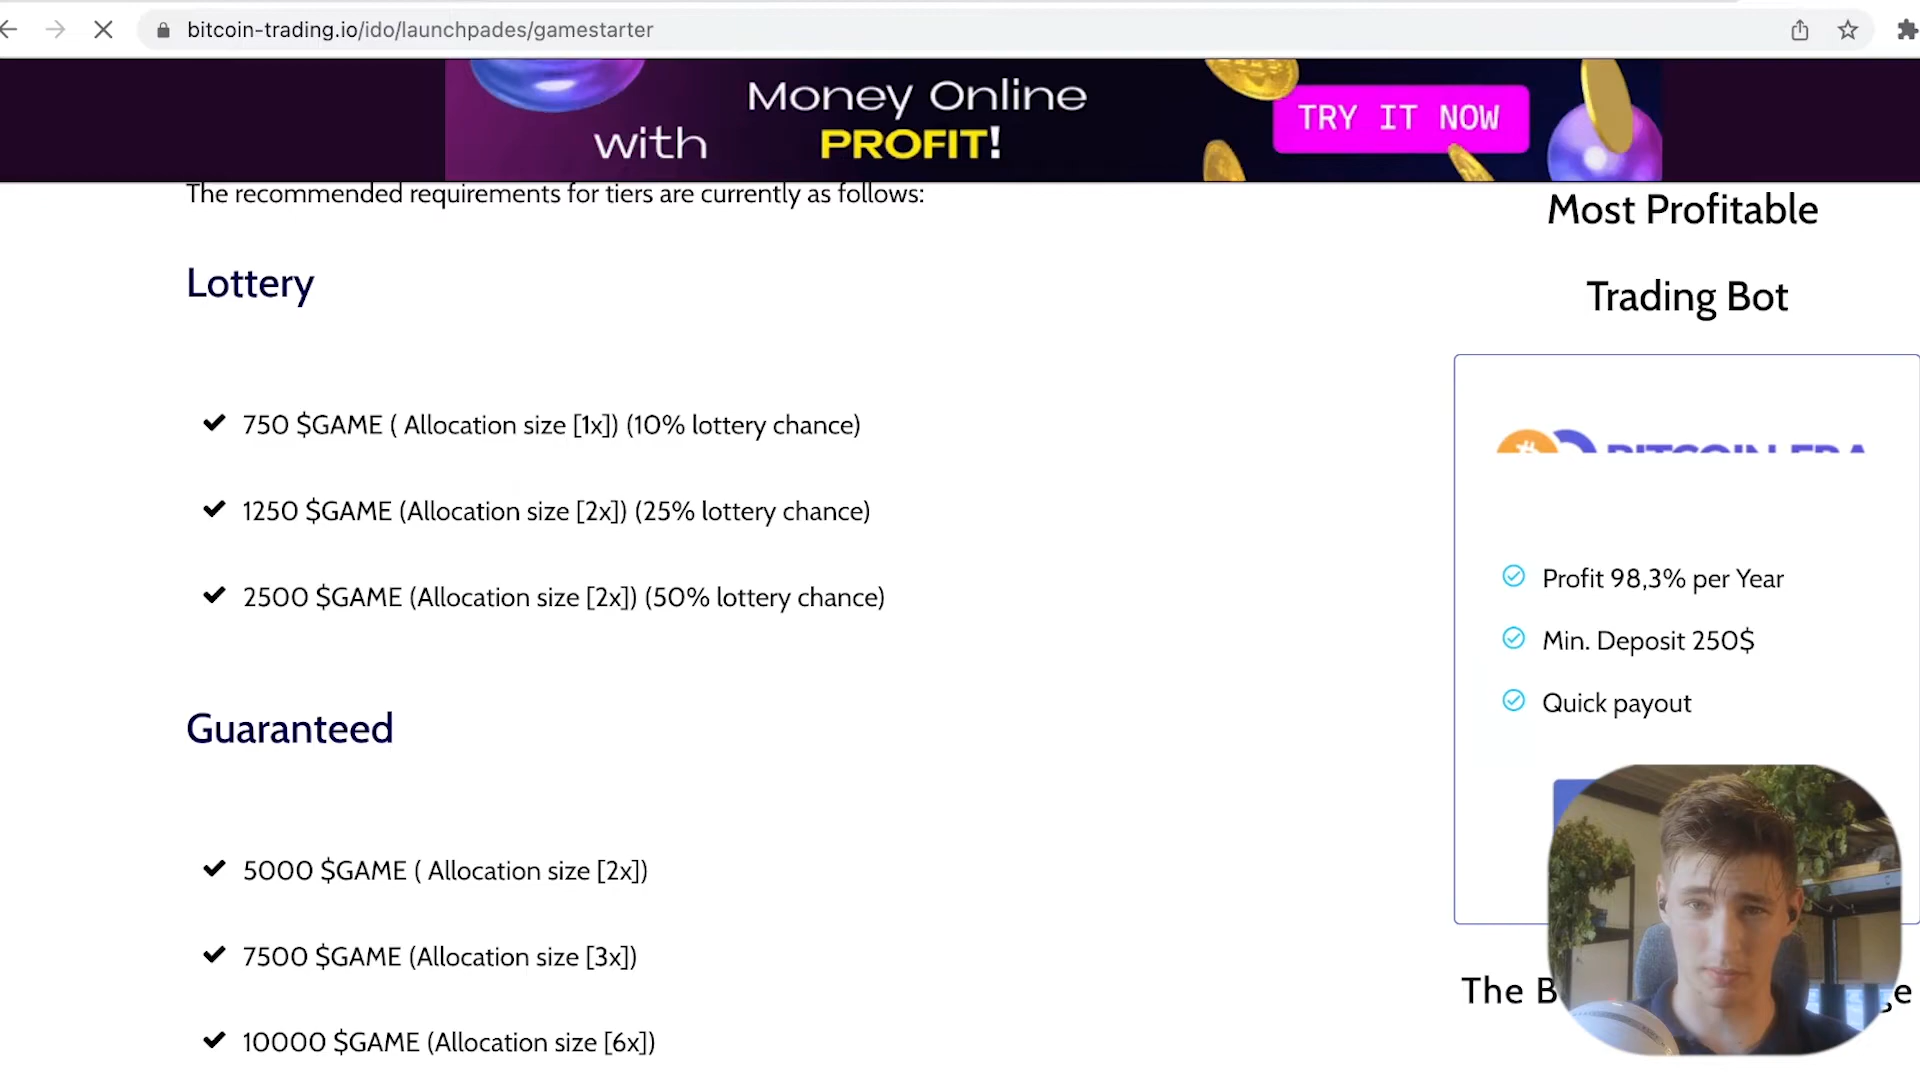 bitcoin-trading.io/ido/launchpades/gamestarter
Money Online
with PROFIT!
TRY IT NOW
The recommended requirements for tiers are currently as follows:
Lottery
750 $GAME ( Allocation size [1x]) (10% lottery chance)
1250 $GAME (Allocation size [2x]) (25% lottery chance)
2500 $GAME (Allocation size [2x]) (50% lottery chance)
Guaranteed
5000 $GAME ( Allocation size [2x])
7500 $GAME (Allocation size [3x])
10000 $GAME (Allocation size [6x])
Most Profitable
Trading Bot
BITCOIN ERA
Profit 98,3% per Year
Min. Deposit 250$
Quick payout
The